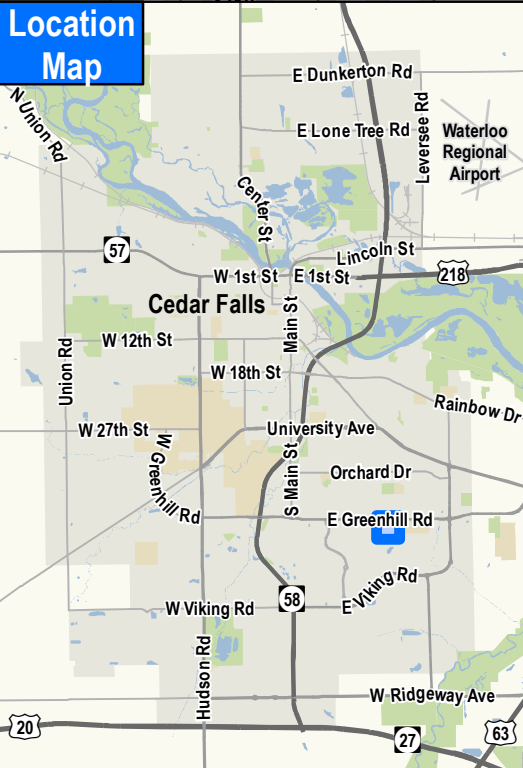 Location
Map
E Dunkerton Rd
N Union Rd
E Lone Tree Rd
Leversee Rd
Waterloo
Regional
Airport
Center St
Lincoln St
57
W 1st St
E 1st St
218
Cedar Falls
Main St
W 12th St
Union Rd
W 18th St
Rainbow Dr
W 27th St
University Ave
W Greenhill Rd
S Main St
Orchard Dr
E Greenhill Rd
E Viking Rd
58
W Viking Rd
Hudson Rd
W Ridgeway Ave
20
27
63